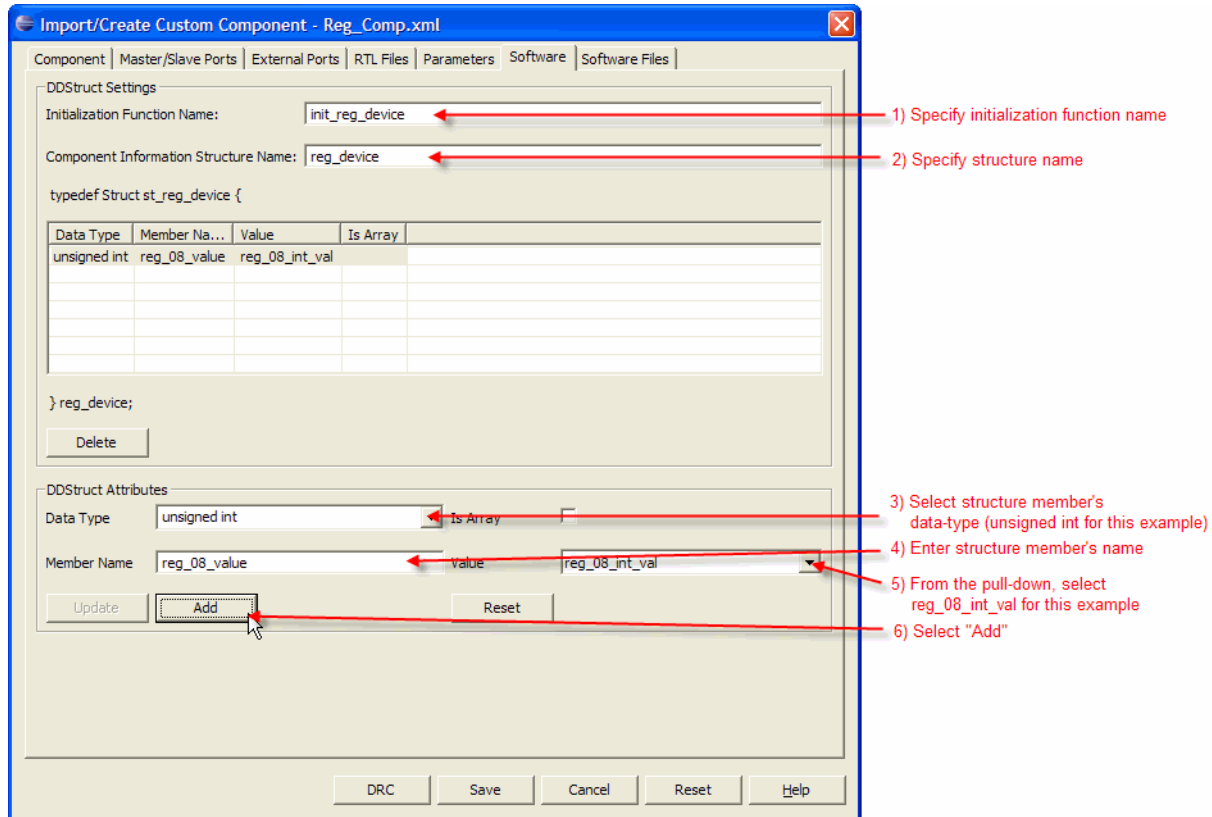 Import/Create Custom Component - Reg_Comp.xml
Component Master/Slave Ports External Ports RTL Files Parameters Software Software Files
DDStruct Settings
Initialization Function Name: init_reg_device
1) Specify initialization function name
Component Information Structure Name: reg_device
2) Specify structure name
typedef Struct st_reg_device {
Data Type Member Na... Value Is Array
unsigned int reg_08_value reg_08_int_val
} reg_device;
Delete
DDStruct Attributes
Data Type unsigned int Is Array
3) Select structure member's
data-type (unsigned int for this example)
4) Enter structure member's name
Member Name reg_08_value Value reg_08_int_val
5) From the pull-down, select
reg_08_int_val for this example
Update Add Reset
6) Select "Add"
DRC Save Cancel Reset Help